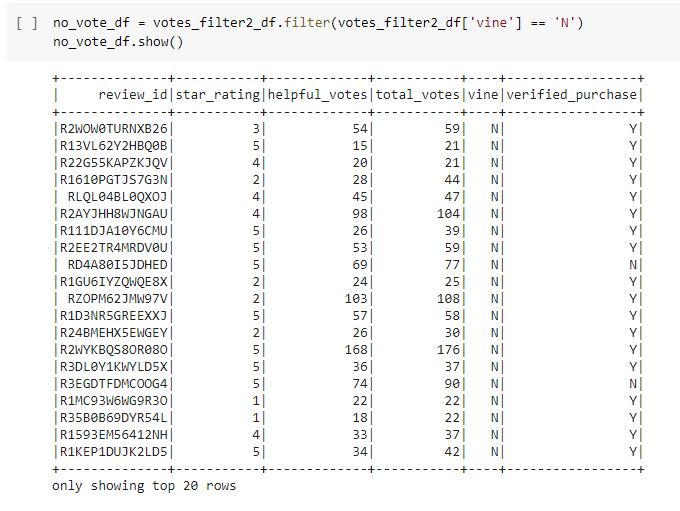 [ ] no_vote_df = votes_filter2_df.filter(votes_filter2_df['vine'] == 'N')
no_vote_df.show()
+--------------+-----------+-------------+-----------+----+-----------------+
|     review_id|star_rating|helpful_votes|total_votes|vine|verified_purchase|
+--------------+-----------+-------------+-----------+----+-----------------+
|R2WOW0TURNXB26|          3|           54|         59|   N|                Y|
|R13VL62Y2HBQ0B|          5|           15|         21|   N|                Y|
|R22G55KAPZKJQV|          4|           20|         21|   N|                Y|
|R1610PGTJS7G3N|          2|           28|         44|   N|                Y|
| RLQL04BL0QXOJ|          4|           45|         47|   N|                Y|
|R2AYJHH8WJNGAU|          4|           98|        104|   N|                Y|
|R111DJA10Y6CMU|          5|           26|         39|   N|                Y|
|R2EE2TR4MRDV0U|          5|           53|         59|   N|                Y|
| RD4A80I5JDHED|          5|           69|         77|   N|                N|
|R1GU6IYZQWQE8X|          2|           24|         25|   N|                Y|
| RZOPM62JMW97V|          2|          103|        108|   N|                Y|
|R1D3NR5GREEXXJ|          5|           57|         58|   N|                Y|
|R24BMEHX5EWGEY|          2|           26|         30|   N|                Y|
|R2WYKBQS8OR08O|          5|          168|        176|   N|                Y|
|R3DL0Y1KWYLD5X|          5|           36|         37|   N|                Y|
|R3EGDTFDMCOOG4|          5|           74|         90|   N|                N|
|R1MC93W6WG9R3O|          1|           22|         22|   N|                Y|
|R35B0B69DYR54L|          1|           18|         22|   N|                Y|
|R1593EM56412NH|          4|           33|         37|   N|                Y|
|R1KEP1DUJK2LD5|          5|           34|         42|   N|                Y|
+--------------+-----------+-------------+-----------+----+-----------------+
only showing top 20 rows